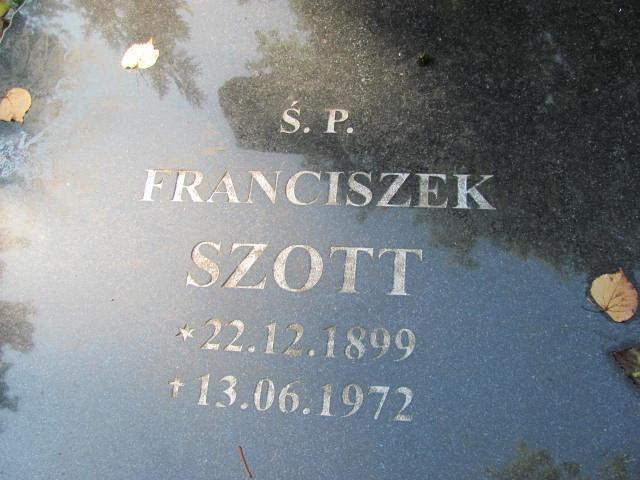 Ś. P.
FRANCISZEK
SZOTT
★22.12.1899
✝13.06.1972